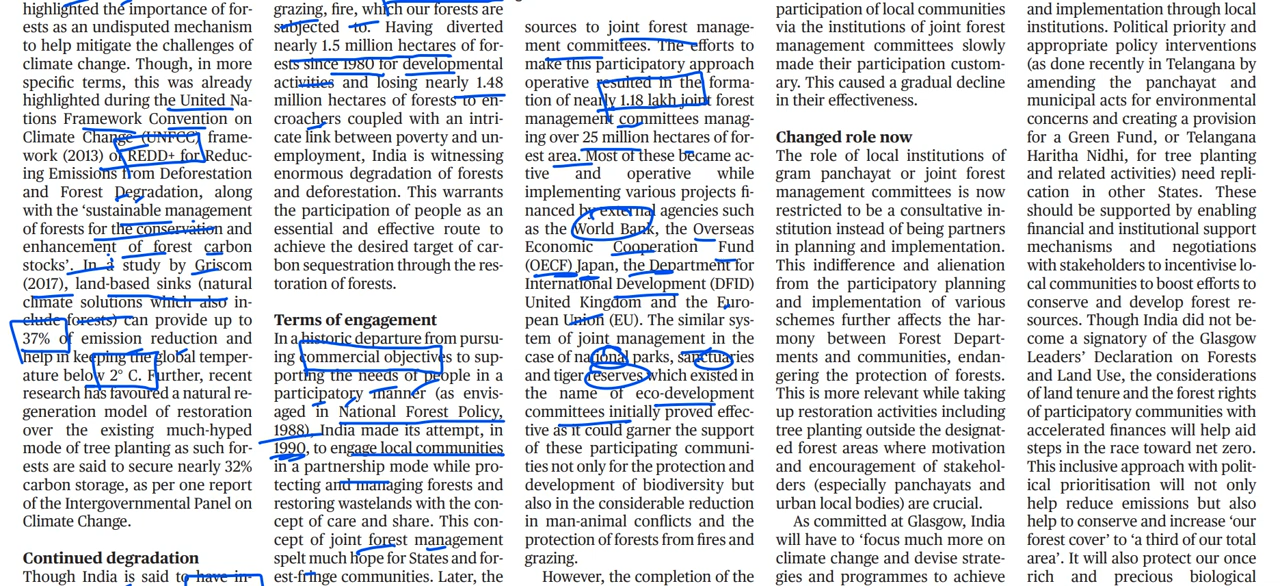 highlighted the importance of for-
ests as an undisputed mechanism
to help mitigate the challenges of
climate change. Though, in more
specific terms, this was already
highlighted during the United Na-
tions Framework Convention on
Climate Change (UNFCC) frame-
work (2013) of REDD+ for Reduc-
ing Emissions from Deforestation
and Forest Degradation, along
with the ‘sustainable management
of forests for the conservation and
enhancement of forest carbon
stocks’. In a study by Griscom
(2017), land-based sinks (natural
climate solutions which also in-
clude forests) can provide up to
37% of emission reduction and
help in keeping the global temper-
ature below 2° C. Further, recent
research has favoured a natural re-
generation model of restoration
over the existing much-hyped
mode of tree planting as such for-
ests are said to secure nearly 32%
carbon storage, as per one report
of the Intergovernmental Panel on
Climate Change.
Continued degradation
Though India is said to have in-
grazing, fire, which our forests are
subjected to. Having diverted
nearly 1.5 million hectares of for-
ests since 1980 for developmental
activities and losing nearly 1.48
million hectares of forests to en-
croachers coupled with an intri-
cate link between poverty and un-
employment, India is witnessing
enormous degradation of forests
and deforestation. This warrants
the participation of people as an
essential and effective route to
achieve the desired target of car-
bon sequestration through the res-
toration of forests.
Terms of engagement
In a historic departure from pursu-
ing commercial objectives to sup-
porting the needs of people in a
participatory manner (as envis-
aged in National Forest Policy,
1988), India made its attempt, in
1990, to engage local communities
in a partnership mode while pro-
tecting and managing forests and
restoring wastelands with the con-
cept of care and share. This con-
cept of joint forest management
spelt much hope for States and for-
est-fringe communities. Later, the
sources to joint forest manage-
ment committees. The efforts to
make this participatory approach
operative resulted in the forma-
tion of nearly 1.18 lakh joint forest
management committees manag-
ing over 25 million hectares of for-
est area. Most of these became ac-
tive and operative while
implementing various projects fi-
nanced by external agencies such
as the World Bank, the Overseas
Economic Cooperation Fund
(OECF) Japan, the Department for
International Development (DFID)
United Kingdom and the Euro-
pean Union (EU). The similar sys-
tem of joint management in the
case of national parks, sanctuaries
and tiger reserves which existed in
the name of eco-development
committees initially proved effec-
tive as it could garner the support
of these participating communi-
ties not only for the protection and
development of biodiversity but
also in the considerable reduction
in man-animal conflicts and the
protection of forests from fires and
grazing.
However, the completion of the
participation of local communities
via the institutions of joint forest
management committees slowly
made their participation custom-
ary. This caused a gradual decline
in their effectiveness.
Changed role now
The role of local institutions of
gram panchayat or joint forest
management committees is now
restricted to be a consultative in-
stitution instead of being partners
in planning and implementation.
This indifference and alienation
from the participatory planning
and implementation of various
schemes further affects the har-
mony between Forest Depart-
ments and communities, endan-
gering the protection of forests.
This is more relevant while taking
up restoration activities including
tree planting outside the designat-
ed forest areas where motivation
and encouragement of stakehol-
ders (especially panchayats and
urban local bodies) are crucial.
As committed at Glasgow, India
will have to ‘focus much more on
climate change and devise strate-
gies and programmes to achieve
and implementation through local
institutions. Political priority and
appropriate policy interventions
(as done recently in Telangana by
amending the panchayat and
municipal acts for environmental
concerns and creating a provision
for a Green Fund, or Telangana
Haritha Nidhi, for tree planting
and related activities) need repli-
cation in other States. These
should be supported by enabling
financial and institutional support
mechanisms and negotiations
with stakeholders to incentivise lo-
cal communities to boost efforts to
conserve and develop forest re-
sources. Though India did not be-
come a signatory of the Glasgow
Leaders’ Declaration on Forests
and Land Use, the considerations
of land tenure and the forest rights
of participatory communities with
accelerated finances will help aid
steps in the race toward net zero.
This inclusive approach with polit-
ical prioritisation will not only
help reduce emissions but also
help to conserve and increase ‘our
forest cover’ to ‘a third of our total
area’. It will also protect our once
rich and precious biological